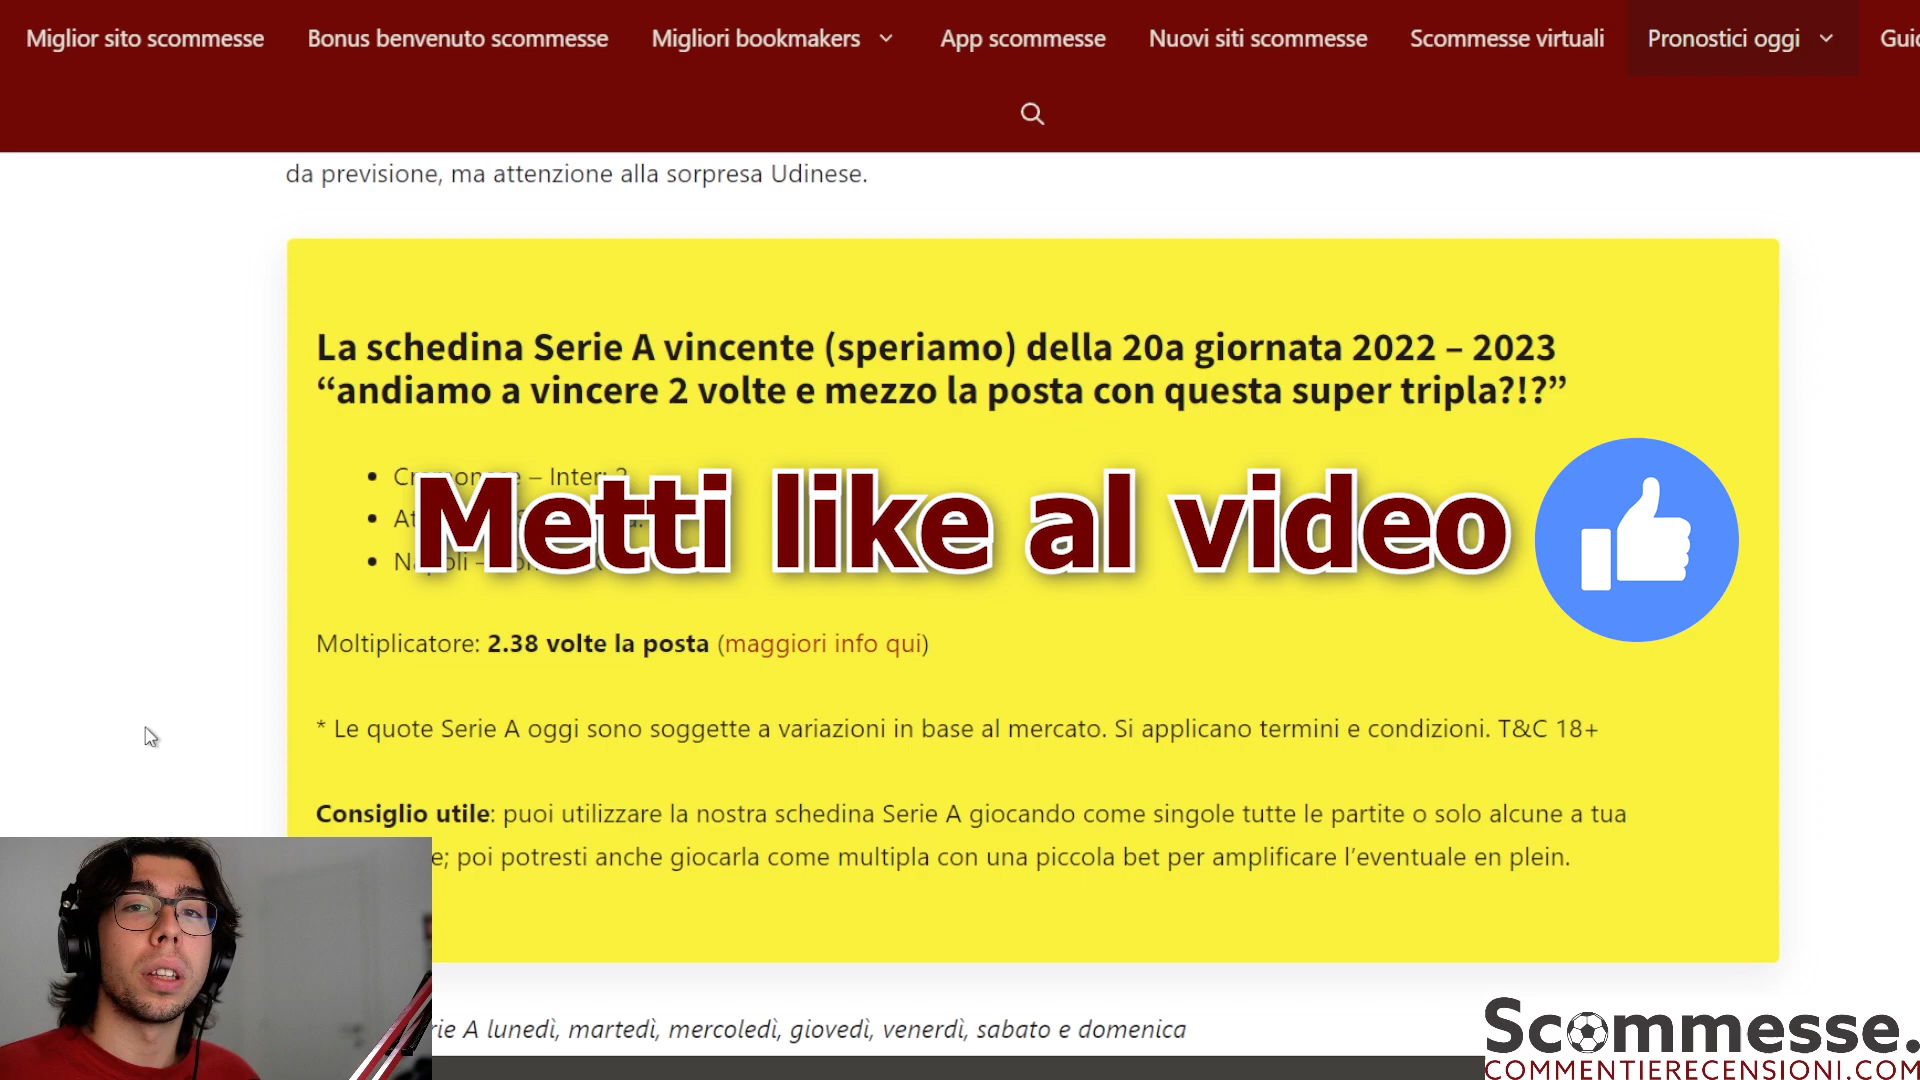 Miglior sito scommesse Bonus benvenuto scommesse Migliori bookmakers App scommesse Nuovi siti scommesse Scommesse virtuali Pronostici oggi
da previsione, ma attenzione alla sorpresa Udinese.
La schedina Serie A vincente (speriamo) della 20a giornata 2022 – 2023
“andiamo a vincere 2 volte e mezzo la posta con questa super tripla?!?”
– Inter:
Metti like al video
Moltiplicatore: 2.38 volte la posta (maggiori info qui)
* Le quote Serie A oggi sono soggette a variazioni in base al mercato. Si applicano termini e condizioni. T&C 18+
Consiglio utile: puoi utilizzare la nostra schedina Serie A giocando come singole tutte le partite o solo alcune a tua
; poi potresti anche giocarla come multipla con una piccola bet per amplificare l’eventuale en plein.
A lunedì, martedì, mercoledì, giovedì, venerdì, sabato e domenica
Scommesse.
COMMENTIERECENSIONI.COM